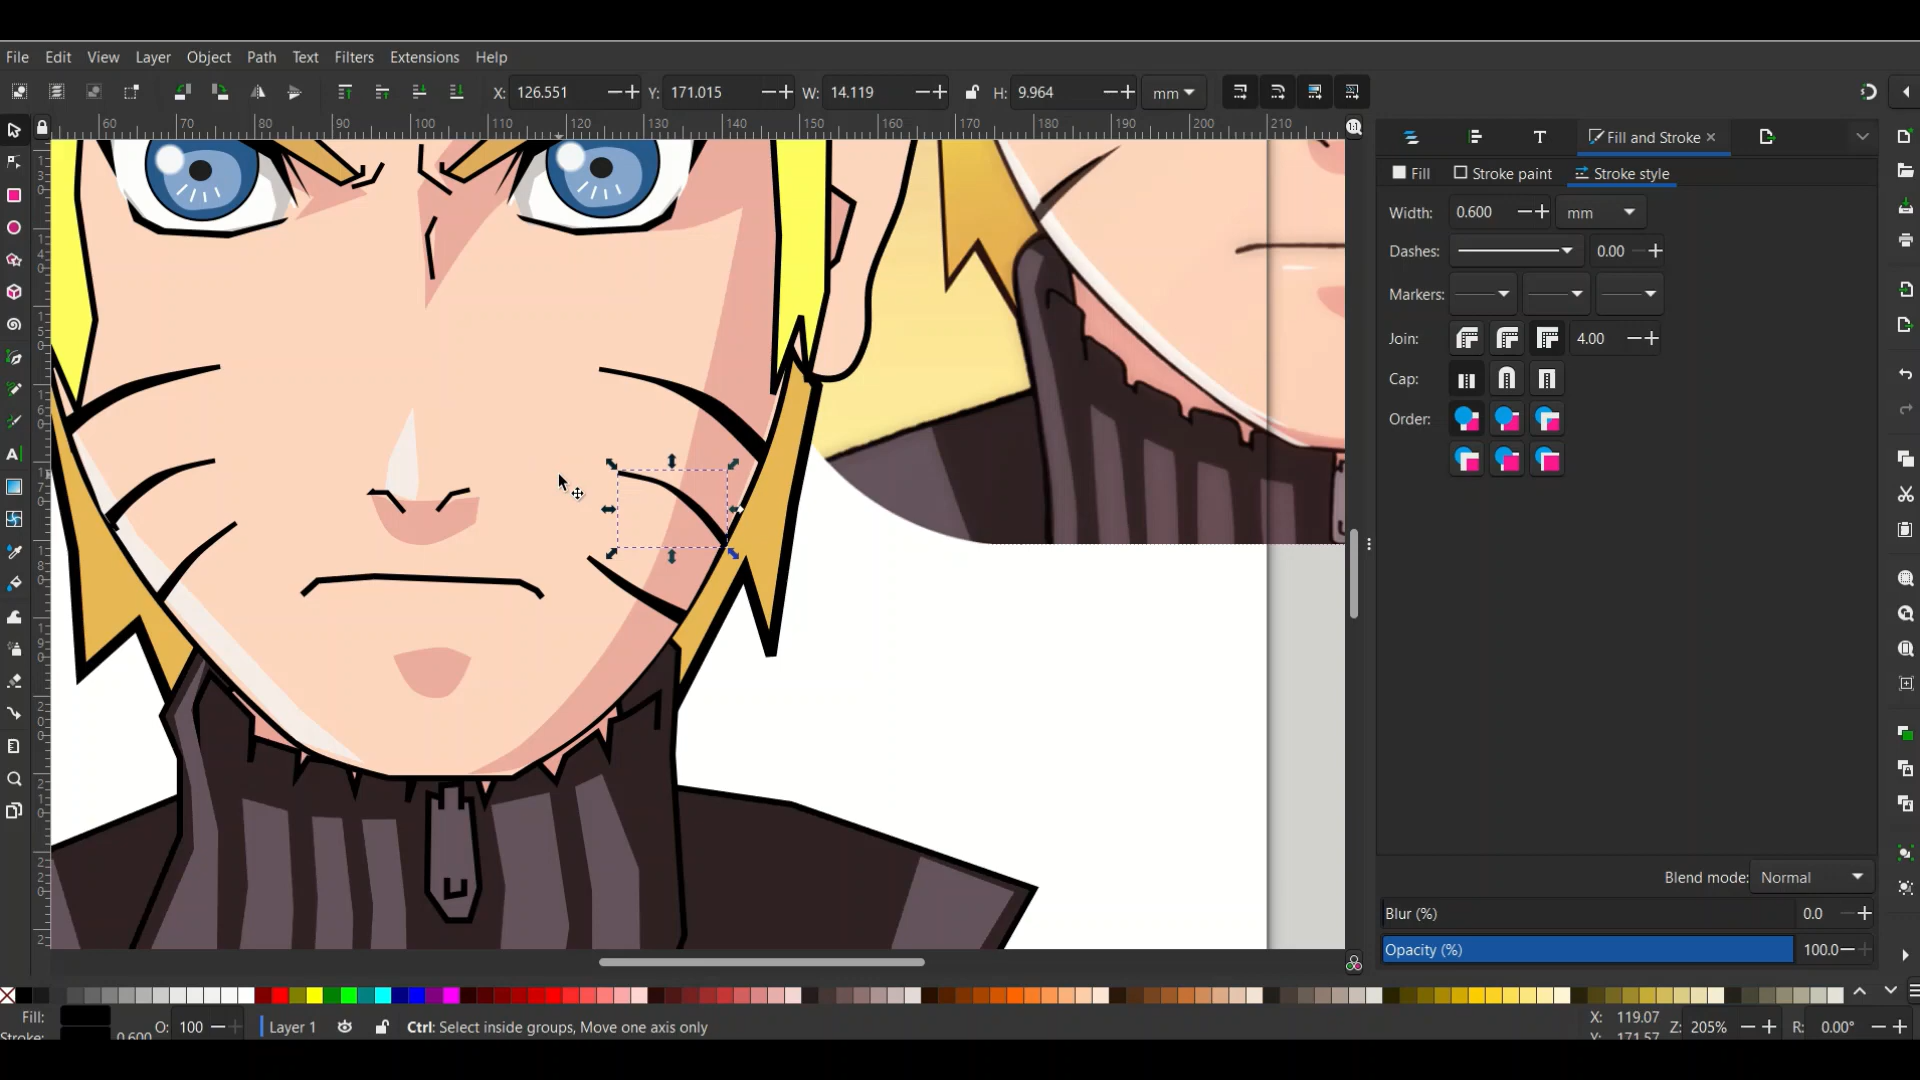 File Edit View Layer Object Path Text Filters Extensions Help
X: 126.551 Y: 171.015 W: 14.119 H: 9.964 mm
60 70 80 90 100 110 120 130 140 150 160 170 180 190 200 210
Fill and Stroke
Fill Stroke paint Stroke style
Width: 0.600 mm
Dashes: 0.00
Markers:
Join: 4.00
Cap:
Order:
Blend mode: Normal
Blur (%) 0.0
Opacity (%) 100.0
Fill:
Stroke: 0.600
O: 100 Layer 1 Ctrl: Select inside groups, Move one axis only
X: 119.07
Y: 171.57
Z: 205% R: 0.00°